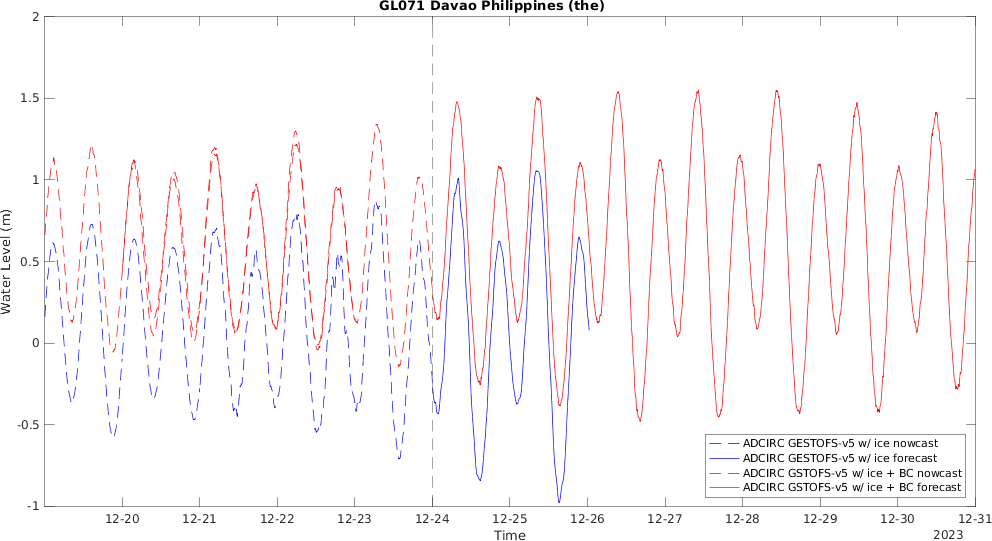 GL071 Davao Philippines (the)
2
1.5
1
0.5
0
-0.5
-1
Water Level (m)
12-20 12-21 12-22 12-23 12-24 12-25 12-26 12-27 12-28 12-29 12-30 12-31
Time
2023
ADCIRC GESTOFS-v5 w/ ice nowcast
ADCIRC GESTOFS-v5 w/ ice forecast
ADCIRC GSTOFS-v5 w/ ice + BC nowcast
ADCIRC GSTOFS-v5 w/ ice + BC forecast